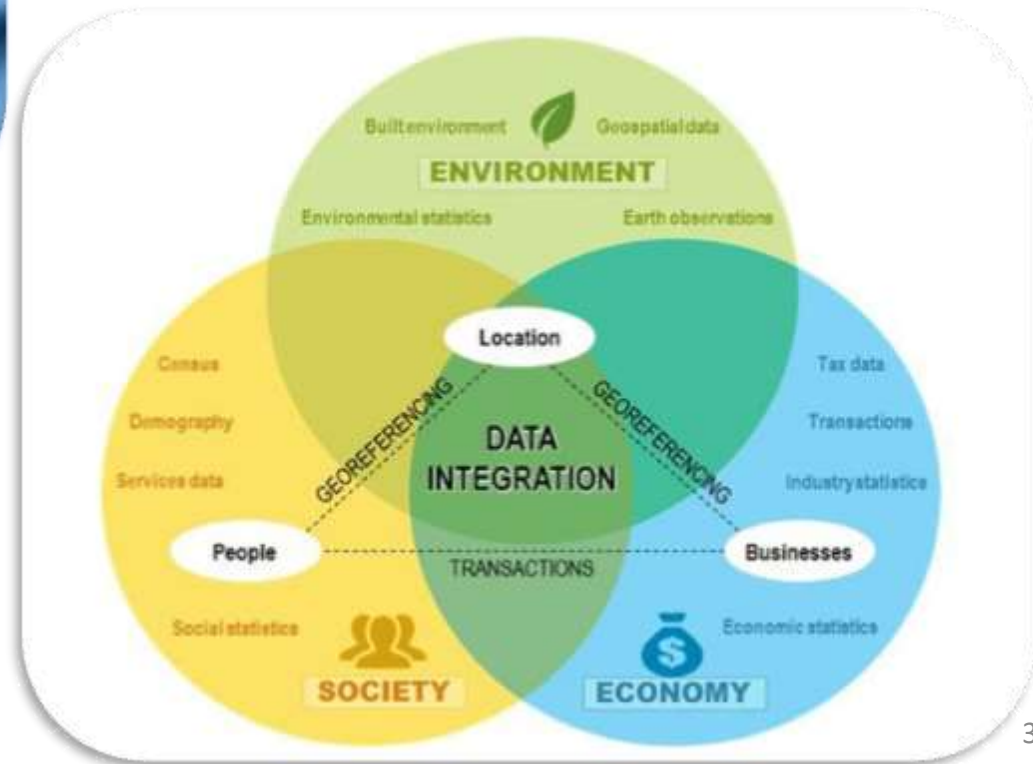 Built environment
Geospatial data
ENVIRONMENT
Environmental statistics
Earth observations
Location
Census
Tax data
GEOREFERENCING
GEOREFERENCING
Demography
Transactions
DATA
INTEGRATION
Services data
Industry statistics
People
Businesses
TRANSACTIONS
Social statistics
Economic statistics
$
SOCIETY
ECONOMY
3